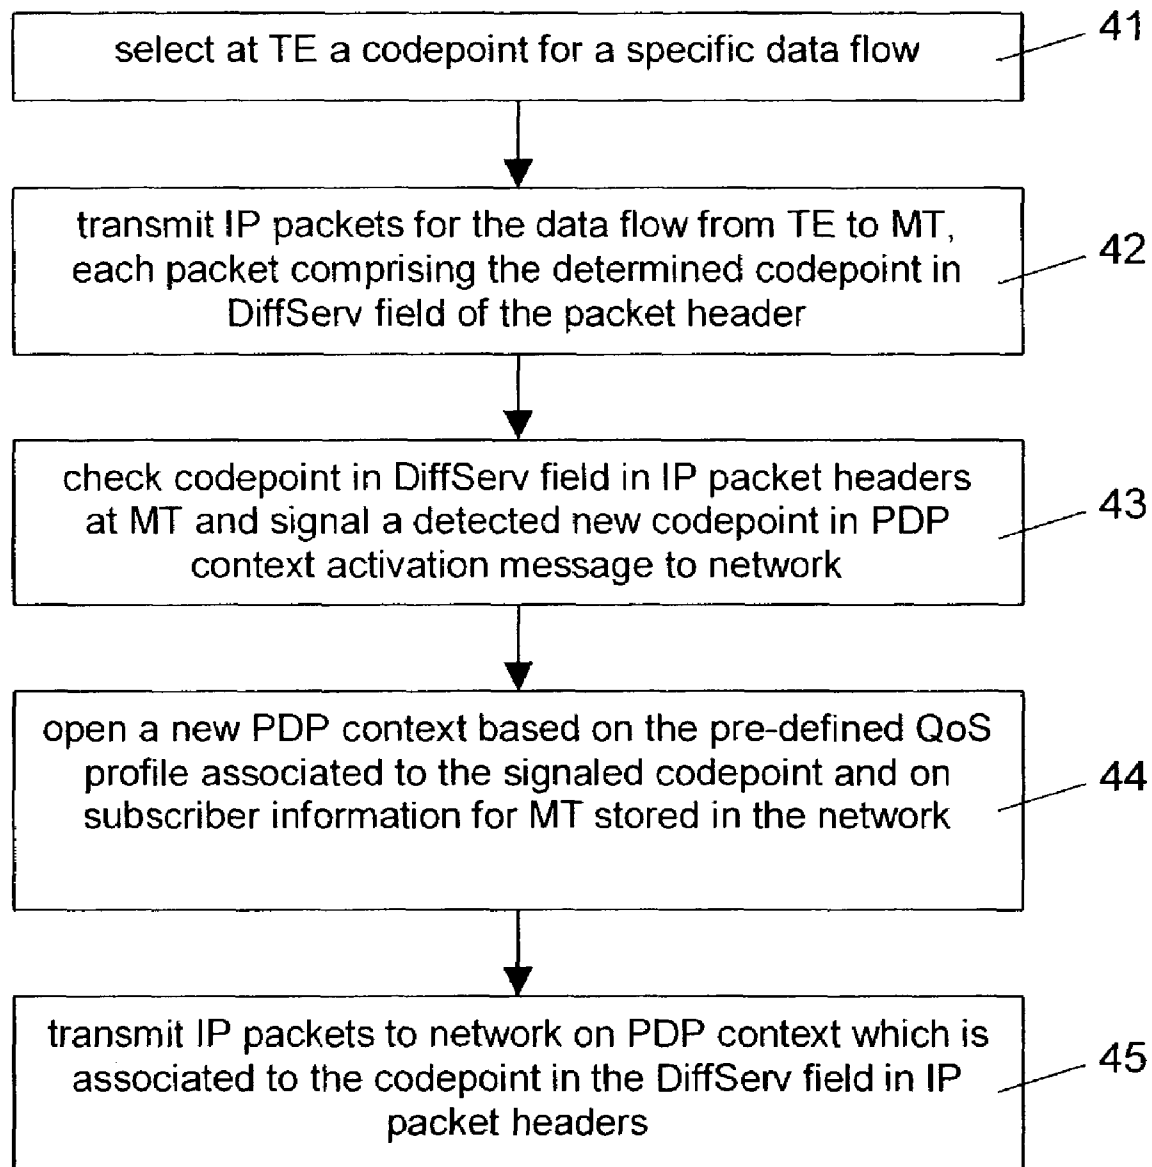 select at TE a codepoint for a specific data flow
41
transmit IP packets for the data flow from TE to MT,
each packet comprising the determined codepoint in
DiffServ field of the packet header
42
check codepoint in DiffServ field in IP packet headers
at MT and signal a detected new codepoint in PDP
context activation message to network
43
open a new PDP context based on the pre-defined QoS
profile associated to the signaled codepoint and on
subscriber information for MT stored in the network
44
transmit IP packets to network on PDP context which is
associated to the codepoint in the DiffServ field in IP
packet headers
45